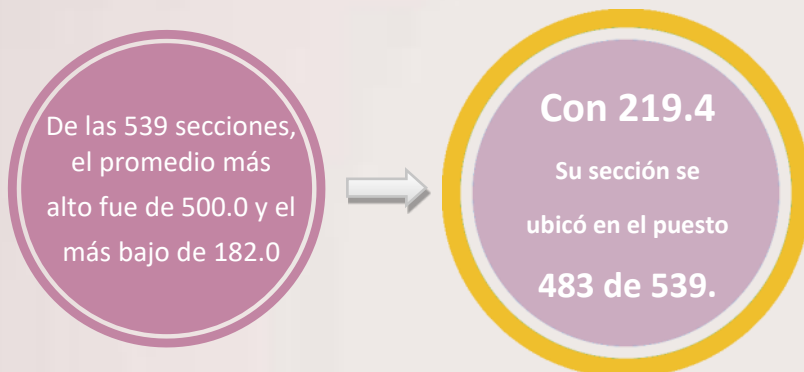 De las 539 secciones,
el promedio más
alto fue de 500.0 y el
más bajo de 182.0
Con 219.4
Su sección se
ubicó en el puesto
483 de 539.